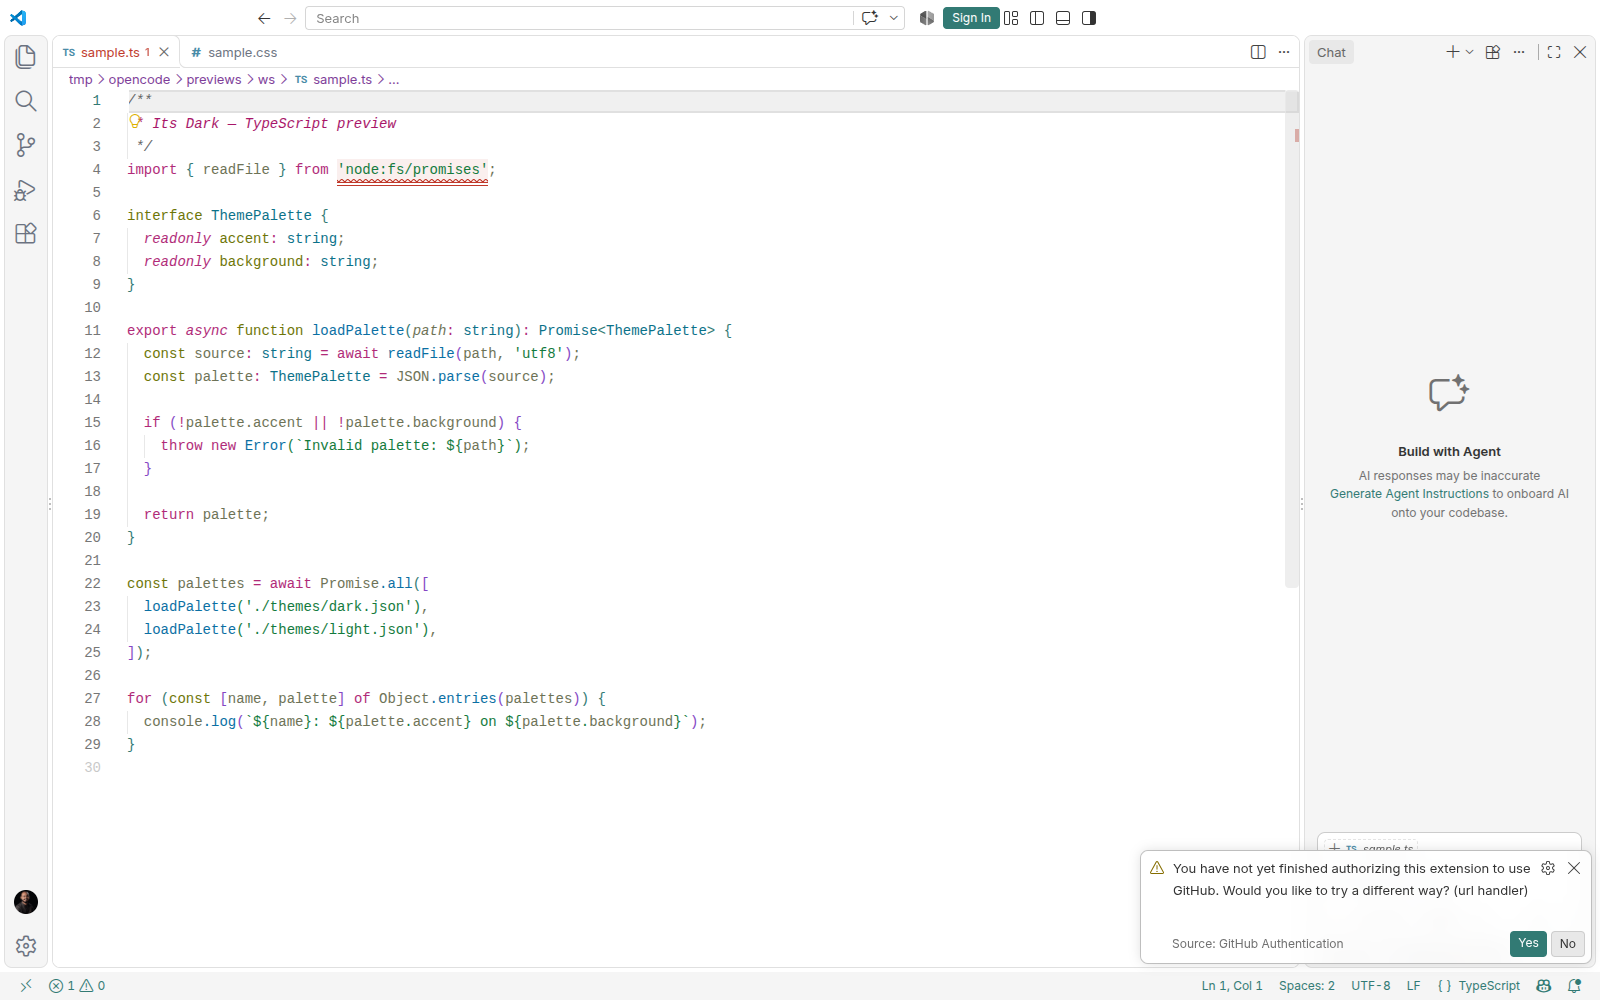 Search
Sign In
TS sample.ts 1
# sample.css
Chat
tmp > opencode > previews > ws > TS sample.ts > ...
1 /**
2 * Its Dark — TypeScript preview
3 */
4 import { readFile } from 'node:fs/promises';
5
6 interface ThemePalette {
7 readonly accent: string;
8 readonly background: string;
9 }
10
11 export async function loadPalette(path: string): Promise<ThemePalette> {
12 const source: string = await readFile(path, 'utf8');
13 const palette: ThemePalette = JSON.parse(source);
14
15 if (!palette.accent || !palette.background) {
16 throw new Error(`Invalid palette: ${path}`);
17 }
18
19 return palette;
20 }
21
22 const palettes = await Promise.all([
23 loadPalette('./themes/dark.json'),
24 loadPalette('./themes/light.json'),
25 ]);
26
27 for (const [name, palette] of Object.entries(palettes)) {
28 console.log(`${name}: ${palette.accent} on ${palette.background}`);
29 }
30
Build with Agent
AI responses may be inaccurate
Generate Agent Instructions to onboard AI
onto your codebase.
TS sample.ts
You have not yet finished authorizing this extension to use
GitHub. Would you like to try a different way? (url handler)
Source: GitHub Authentication
Yes
No
1 0
Ln 1, Col 1
Spaces: 2
UTF-8
LF
{ } TypeScript